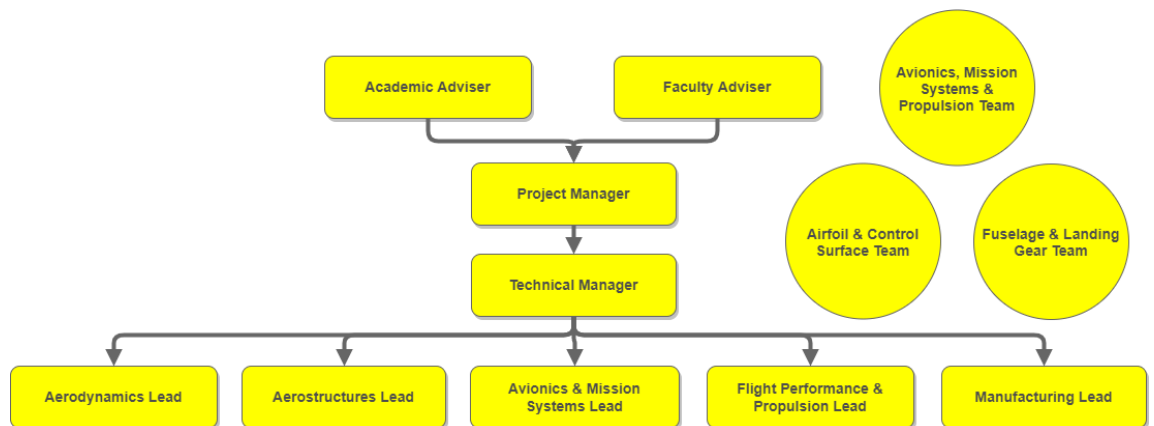 Academic Adviser
Faculty Adviser
Avionics, Mission
Systems &
Propulsion Team
Project Manager
Airfoil & Control
Surface Team
Fuselage & Landing
Gear Team
Technical Manager
Aerodynamics Lead
Aerostructures Lead
Avionics & Mission
Systems Lead
Flight Performance &
Propulsion Lead
Manufacturing Lead